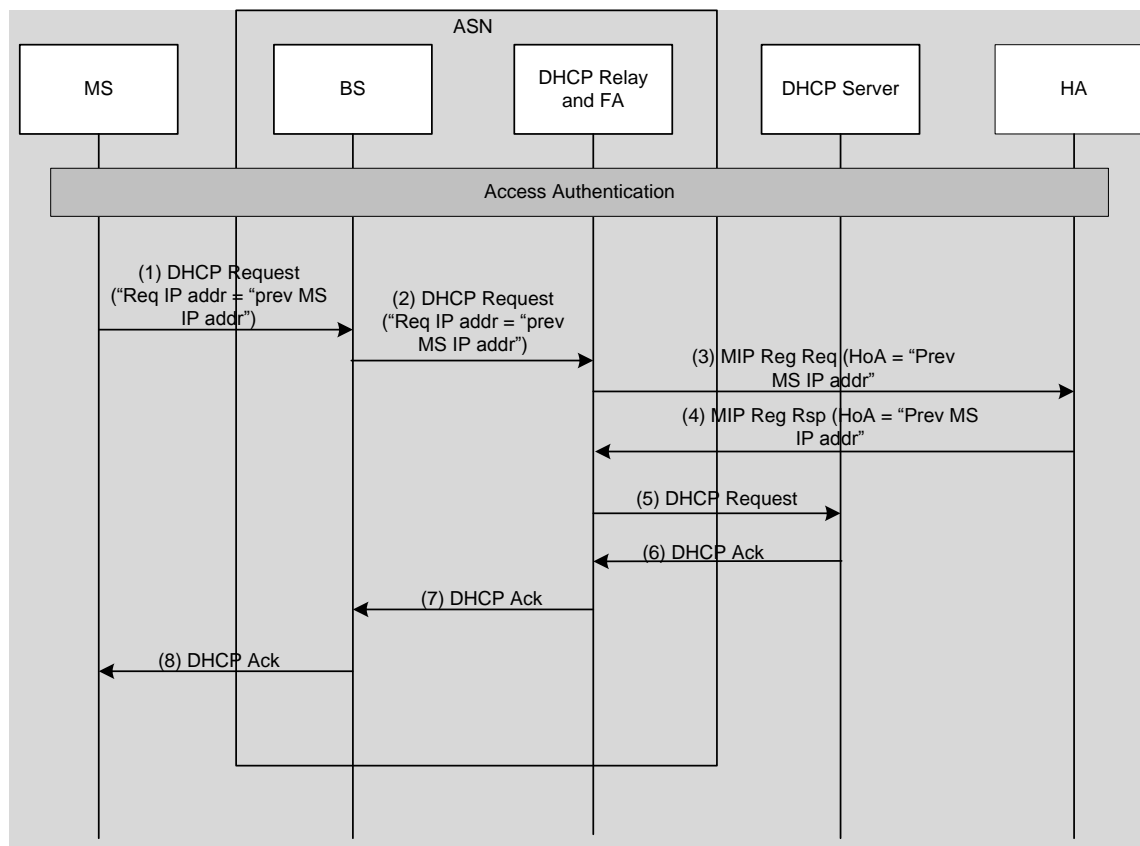 ASN
MS
BS
DHCP Relay
and FA
DHCP Server
HA
Access Authentication
(1) DHCP Request
(“Req IP addr = “prev MS
IP addr”)
(2) DHCP Request
(“Req IP addr = “prev
MS IP addr”)
(3) MIP Reg Req (HoA = “Prev
MS IP addr”
(4) MIP Reg Rsp (HoA = “Prev MS
IP addr”
(5) DHCP Request
(6) DHCP Ack
(7) DHCP Ack
(8) DHCP Ack